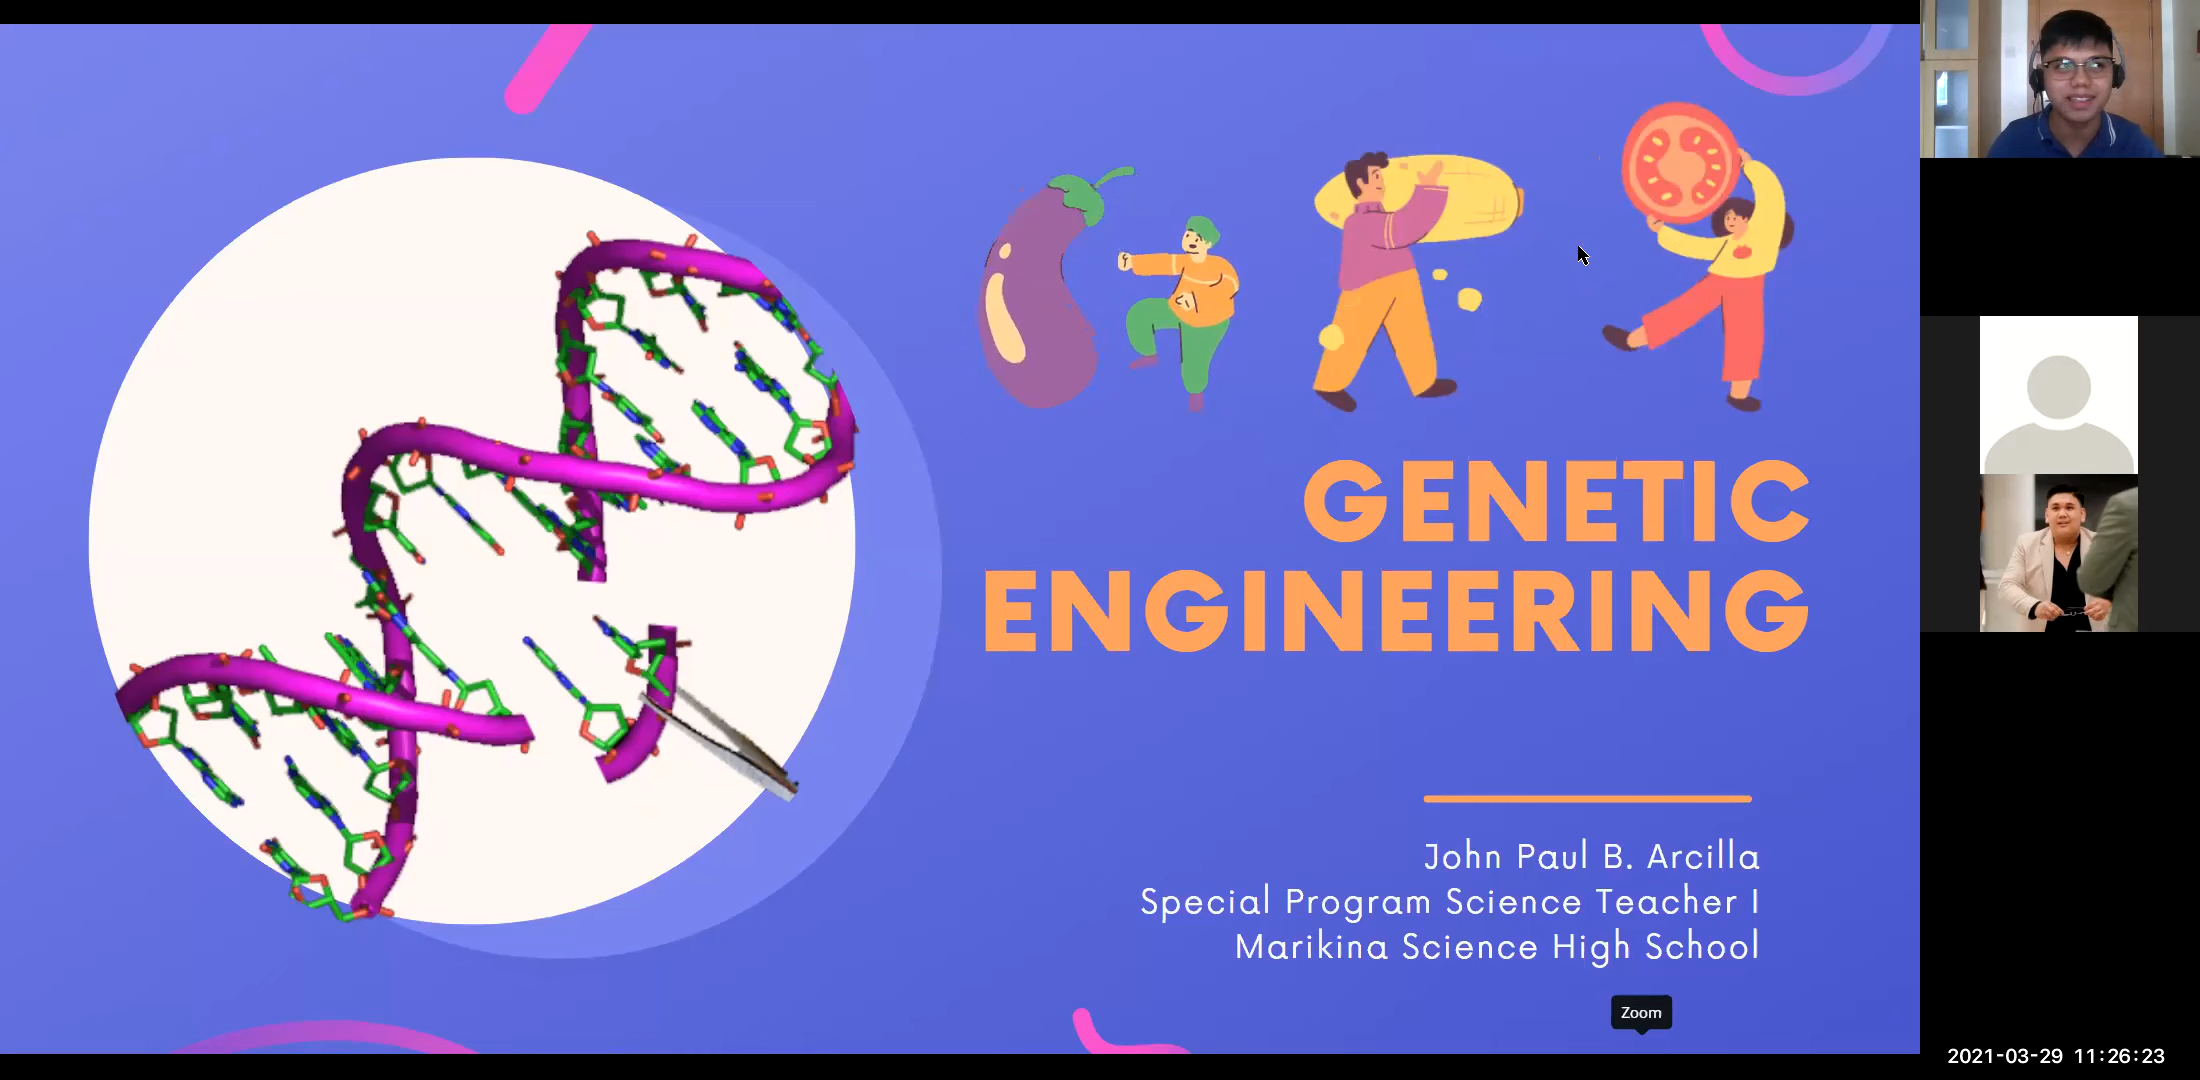 GENETIC
ENGINEERING
John Paul B. Arcilla
Special Program Science Teacher I
Marikina Science High School
Zoom
2021-03-29 11:26:23